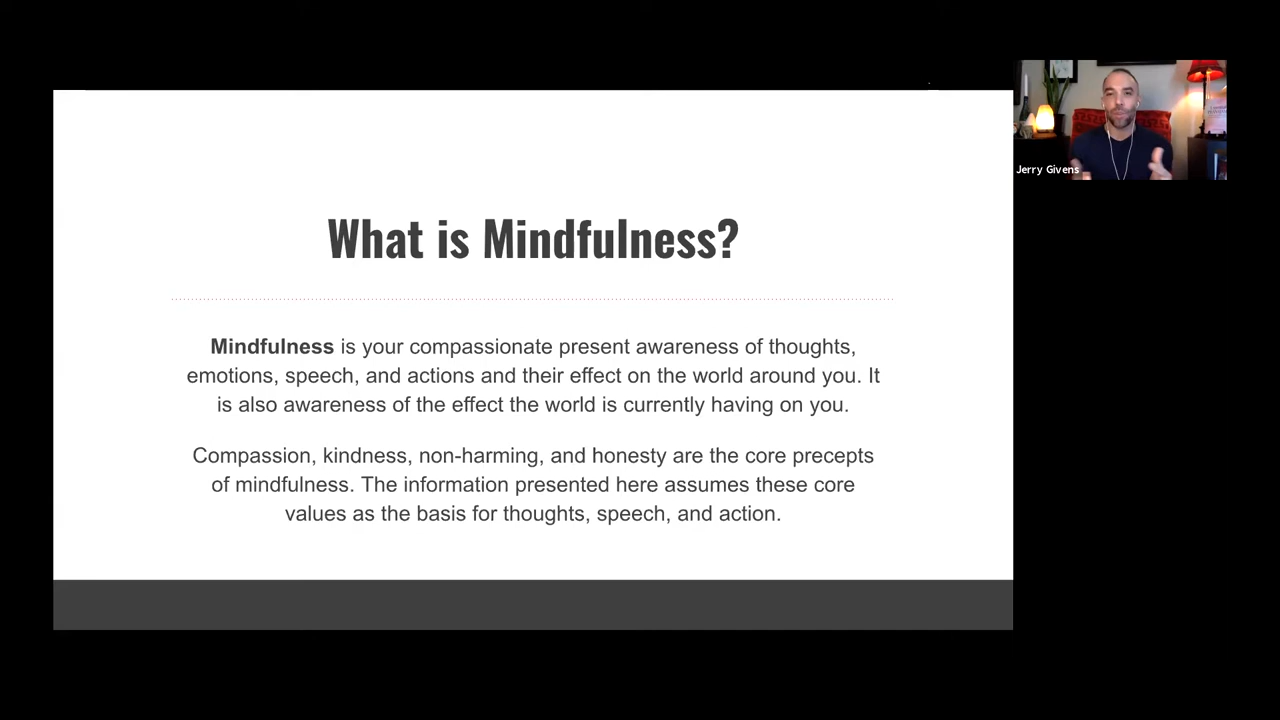 What is Mindfulness?
Mindfulness is your compassionate present awareness of thoughts,
emotions, speech, and actions and their effect on the world around you. It
is also awareness of the effect the world is currently having on you.
Compassion, kindness, non-harming, and honesty are the core precepts
of mindfulness. The information presented here assumes these core
values as the basis for thoughts, speech, and action.
Jerry Givens